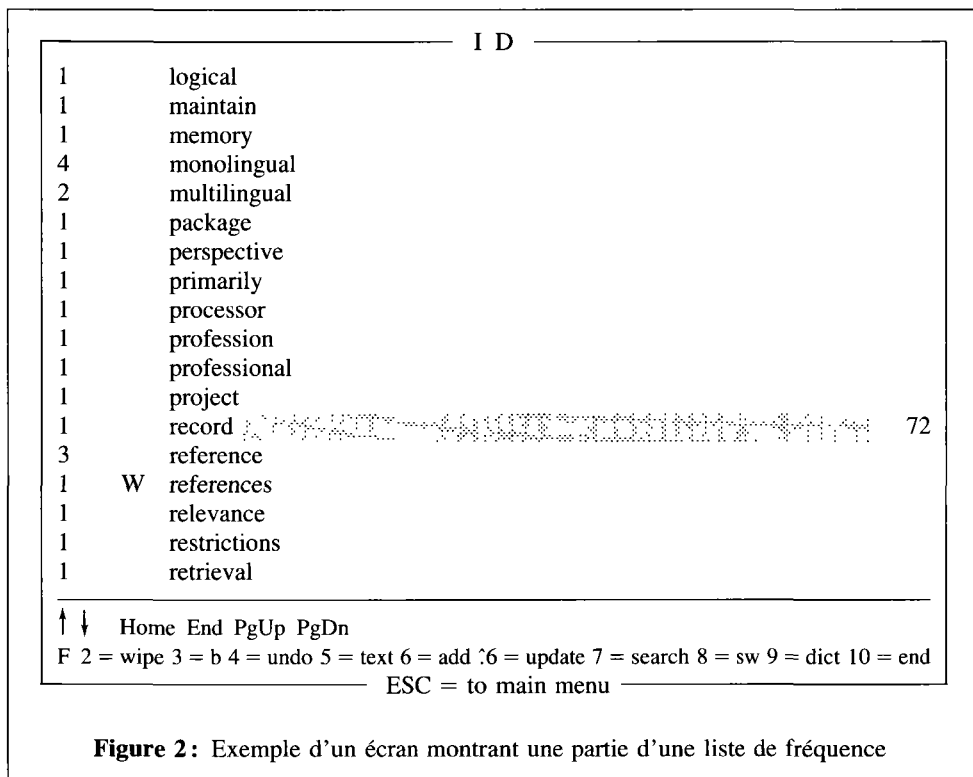 I D
1 logical
1 maintain
1 memory
4 monolingual
2 multilingual
1 package
1 perspective
1 primarily
1 processor
1 profession
1 professional
1 project
1 record 72
3 reference
1 W references
1 relevance
1 restrictions
1 retrieval
↑ ↓ Home End PgUp PgDn
F 2 = wipe 3 = b 4 = undo 5 = text 6 = add ^6 = update 7 = search 8 = sw 9 = dict 10 = end
ESC = to main menu
Figure 2: Exemple d'un écran montrant une partie d'une liste de fréquence